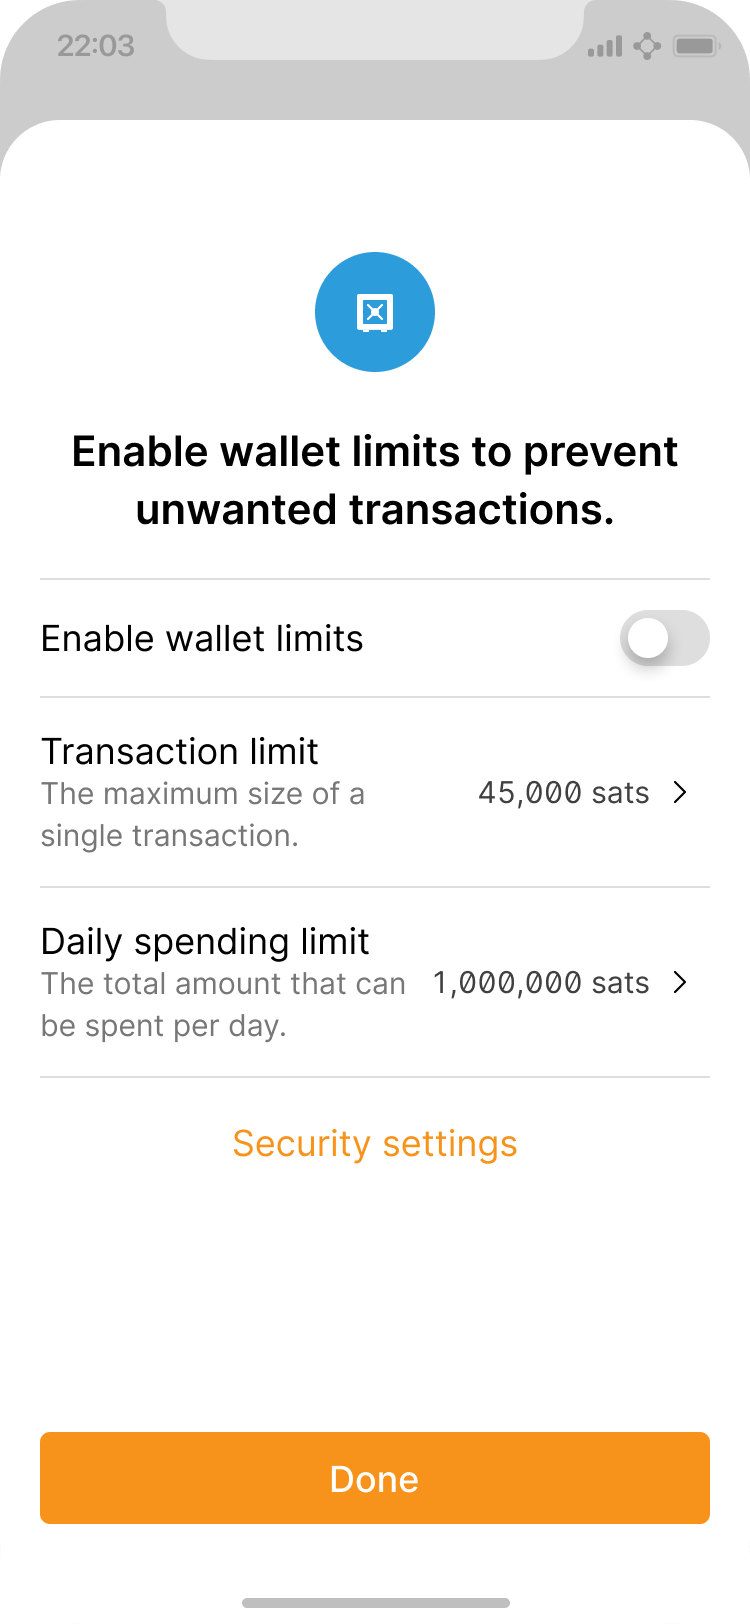 22:03
Enable wallet limits to prevent
unwanted transactions.
Enable wallet limits
Transaction limit
The maximum size of a
single transaction.
45,000 sats
Daily spending limit
The total amount that can
be spent per day.
1,000,000 sats
Security settings
Done